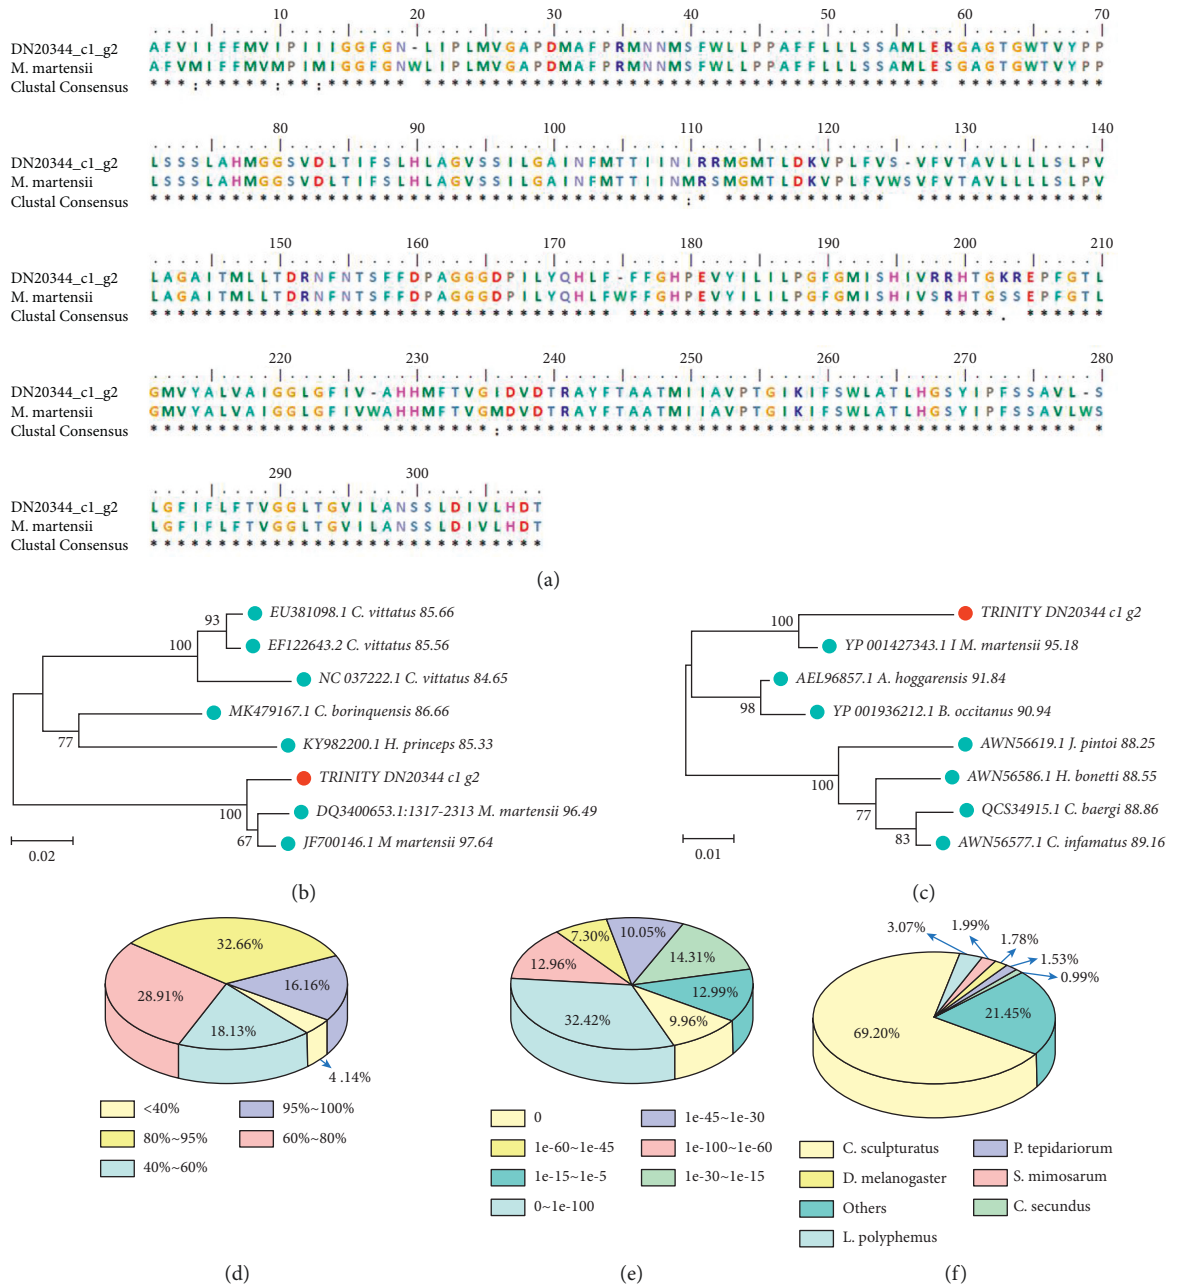 10 20 30 40 50 60 70
DN20344_c1_g2 AFVIIFFMVIPIIIGGFGN-LIPLMVGAPDMAFPRMNNMSFWLLPPAFFLLLSSAMLERGAGTGWTVYPP
M. martensii AFVMIFFMVMPIMIGGFGNWLIPLMVGAPDMAFPRMNNMSFWLLPPAFFLLLSSAMLESGAGTGWTVYPP
Clustal Consensus ***:*****:**:****** ************************************** ***********
80 90 100 110 120 130 140
DN20344_c1_g2 LSSSLAHMGGSVDLTIFSLHLAGVSSILGAINFMTTIINIRRMGMTLDKVPLFVS-VFVTAVLLLLSLPV
M. martensii LSSSLAHMGGSVDLTIFSLHLAGVSSILGAINFMTTIINMRSMGMTLDKVPLFVWSVFVTAVLLLLSLPV
Clustal Consensus ***************************************:* ************  **************
150 160 170 180 190 200 210
DN20344_c1_g2 LAGAITMLLTDRNFNTSFFDPAGGGDPILYQHLF-FFGHPEVYILILPGFGMISHIVRRHTGKREPFGTL
M. martensii LAGAITMLLTDRNFNTSFFDPAGGGDPILYQHLFWFFGHPEVYILILPGFGMISHIVSRHTGSSEPFGTL
Clustal Consensus ********************************** ********************** ****. ******
220 230 240 250 260 270 280
DN20344_c1_g2 GMVYALVAIGGLGFIV-AHHMFTVGIDVDTRAYFTAATMIIAVPTGIKIFSWLATLHGSYIPFSSAVL-S
M. martensii GMVYALVAIGGLGFIVWAHHMFTVGMDVDTRAYFTAATMIIAVPTGIKIFSWLATLHGSYIPFSSAVLWS
Clustal Consensus **************** ********:****************************************** *
290 300
DN20344_c1_g2 LGFIFLFTVGGLTGVILANSSLDIVLHDT
M. martensii LGFIFLFTVGGLTGVILANSSLDIVLHDT
Clustal Consensus *****************************
(a)
93
100
77
100
67
EU381098.1 C. vittatus 85.66
EF122643.2 C. vittatus 85.56
NC 037222.1 C. vittatus 84.65
MK479167.1 C. borinquensis 86.66
KY982200.1 H. princeps 85.33
TRINITY DN20344 c1 g2
DQ3400653.1:1317-2313 M. martensii 96.49
JF700146.1 M martensii 97.64
0.02
(b)
100
98
100
77
83
TRINITY DN20344 c1 g2
YP 001427343.1 I M. martensii 95.18
AEL96857.1 A. hoggarensis 91.84
YP 001936212.1 B. occitanus 90.94
AWN56619.1 J. pintoi 88.25
AWN56586.1 H. bonetti 88.55
QCS34915.1 C. baergi 88.86
AWN56577.1 C. infamatus 89.16
0.01
(c)
32.66%
16.16%
28.91%
18.13%
4 .14%
<40%
95%~100%
80%~95%
60%~80%
40%~60%
(d)
7.30%
10.05%
14.31%
12.96%
12.99%
32.42%
9.96%
0
1e-45~1e-30
1e-60~1e-45
1e-100~1e-60
1e-15~1e-5
1e-30~1e-15
0~1e-100
(e)
3.07%
1.99%
1.78%
1.53%
0.99%
21.45%
69.20%
C. sculpturatus
P. tepidariorum
D. melanogaster
S. mimosarum
Others
C. secundus
L. polyphemus
(f)